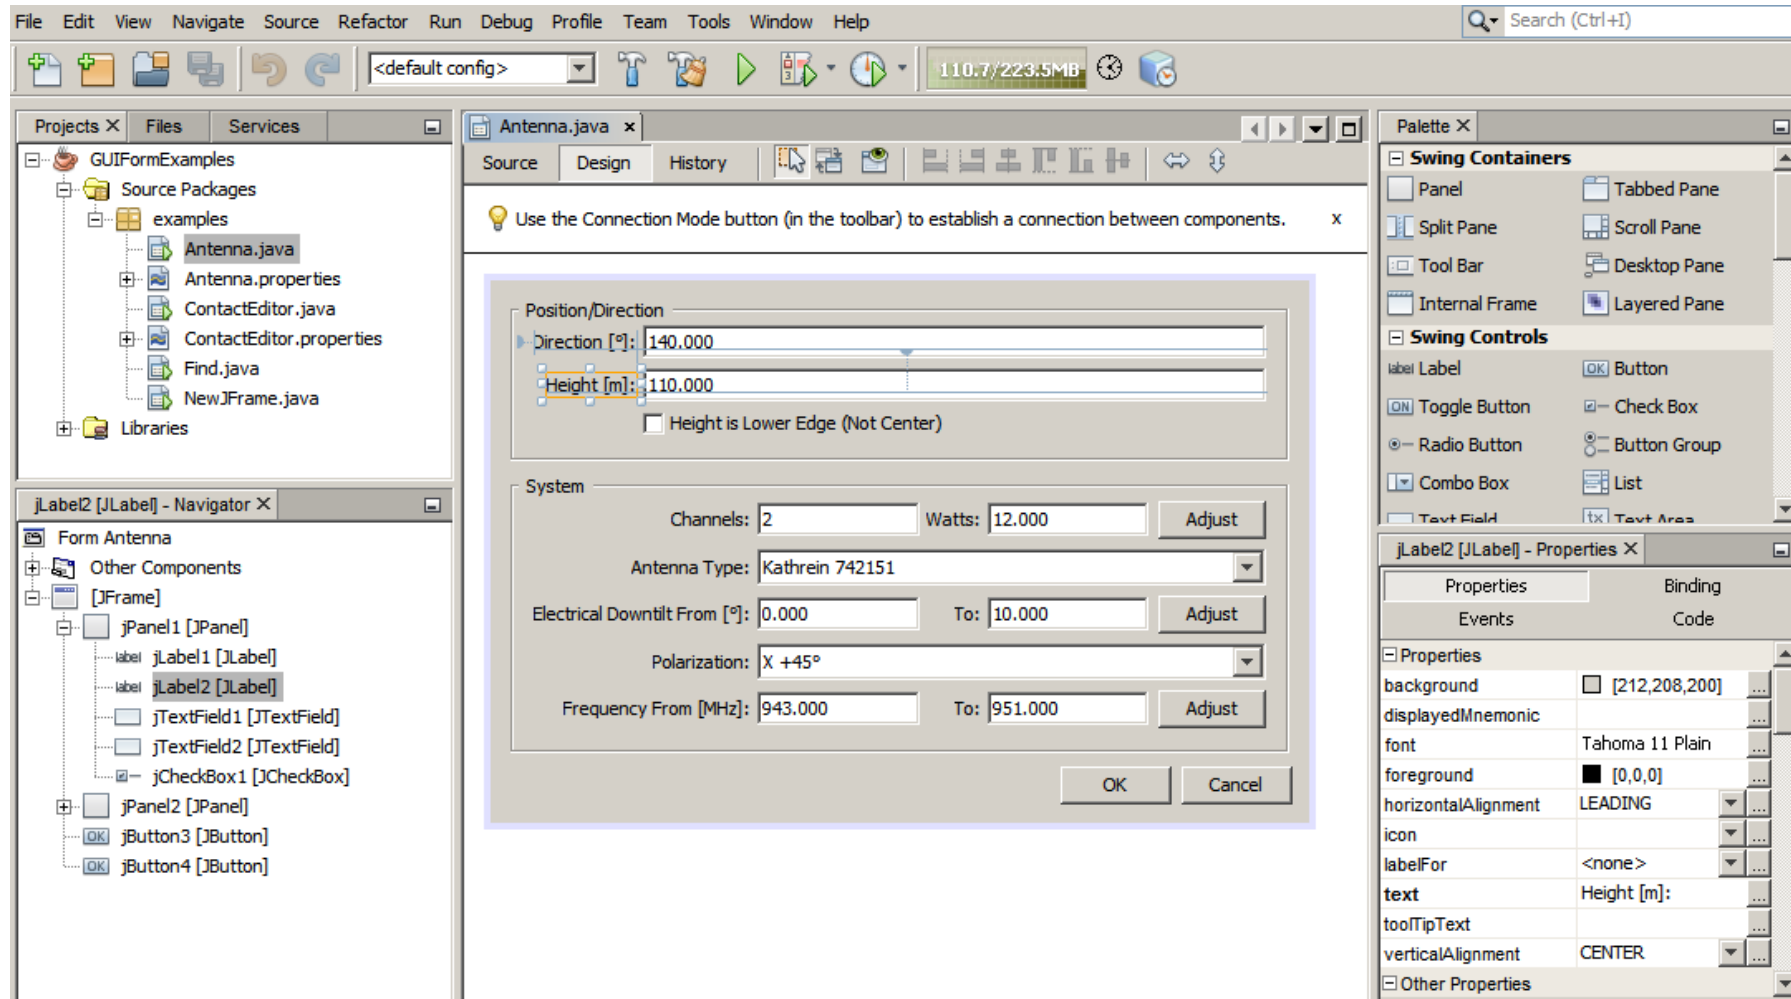 File Edit View Navigate Source Refactor Run Debug Profile Team Tools Window Help
Search (Ctrl+I)
<default config>
110.7/223.5MB
Projects Files Services
GUIFormExamples
Source Packages
examples
Antenna.java
Antenna.properties
ContactEditor.java
ContactEditor.properties
Find.java
NewJFrame.java
Libraries
jLabel2 [JLabel] - Navigator
Form Antenna
Other Components
[JFrame]
jPanel1 [JPanel]
label jLabel1 [JLabel]
label jLabel2 [JLabel]
jTextField1 [JTextField]
jTextField2 [JTextField]
jCheckBox1 [JCheckBox]
jPanel2 [JPanel]
OK jButton3 [JButton]
OK jButton4 [JButton]
Antenna.java
Source Design History
Use the Connection Mode button (in the toolbar) to establish a connection between components. x
Position/Direction
Direction [°]: 140.000
Height [m]: 110.000
Height is Lower Edge (Not Center)
System
Channels: 2 Watts: 12.000 Adjust
Antenna Type: Kathrein 742151
Electrical Downtilt From [°]: 0.000 To: 10.000 Adjust
Polarization: X +45°
Frequency From [MHz]: 943.000 To: 951.000 Adjust
OK Cancel
Palette
Swing Containers
Panel Tabbed Pane
Split Pane Scroll Pane
Tool Bar Desktop Pane
Internal Frame Layered Pane
Swing Controls
label Label OK Button
ON Toggle Button Check Box
Radio Button Button Group
Combo Box List
Text Field tx Text Area
jLabel2 [JLabel] - Properties
Properties Binding
Events Code
Properties
background [212,208,200] ...
displayedMnemonic ...
font Tahoma 11 Plain ...
foreground [0,0,0] ...
horizontalAlignment LEADING ...
icon ...
labelFor <none> ...
text Height [m]: ...
toolTipText ...
verticalAlignment CENTER ...
Other Properties